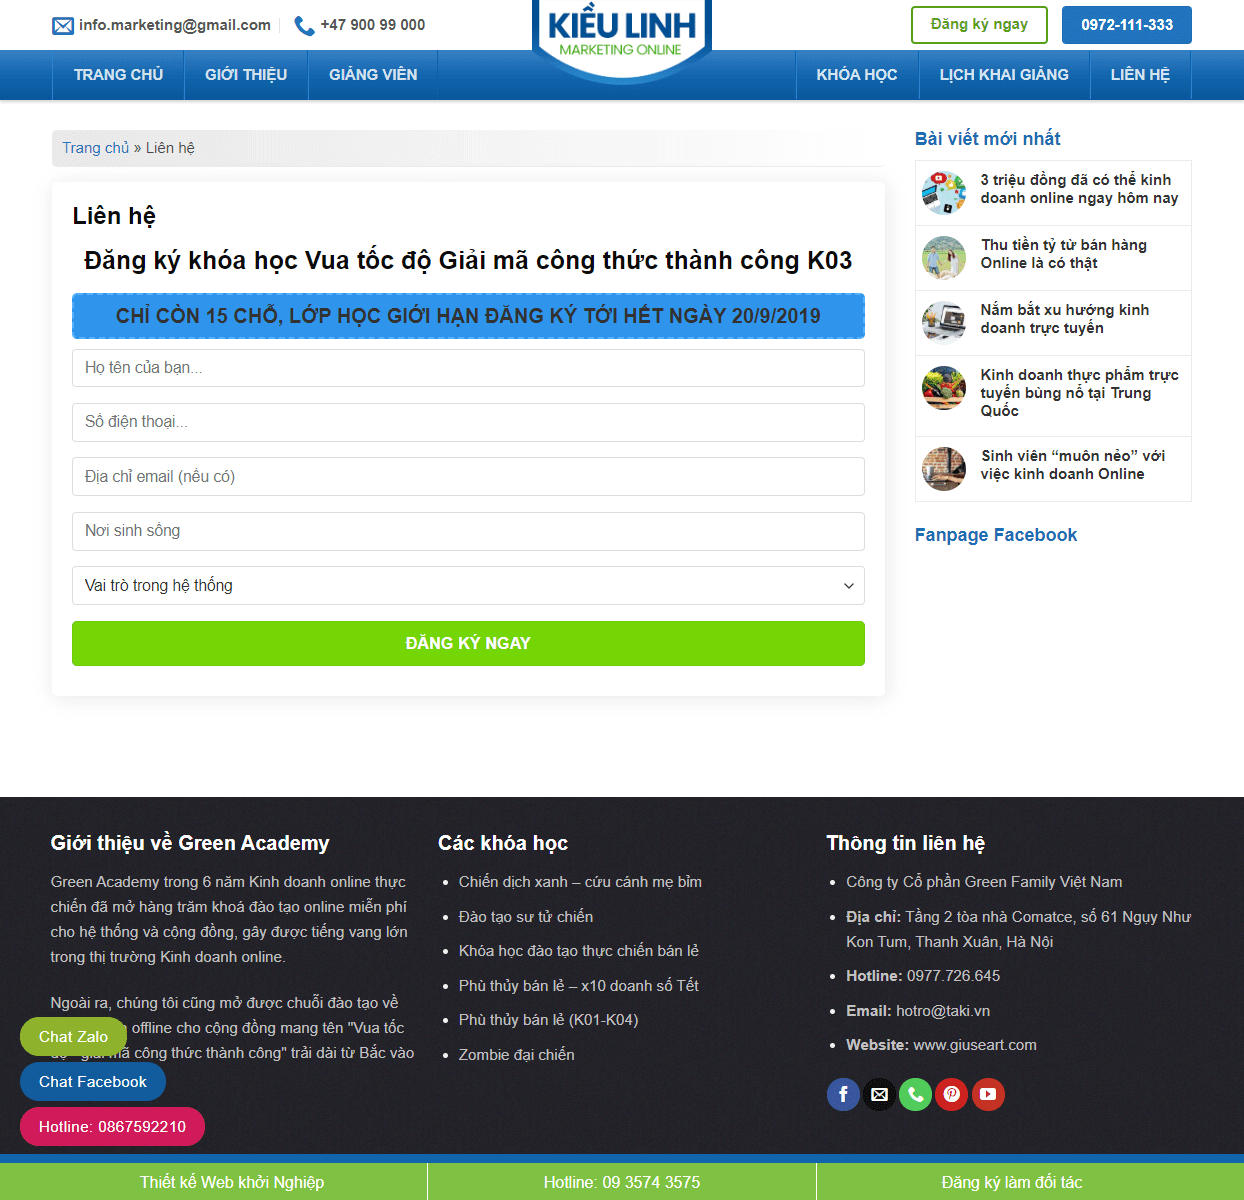 info.marketing@gmail.com
+47 900 99 000
KIỀU LINH
MARKETING ONLINE
Đăng ký ngay
0972-111-333
TRANG CHỦ
GIỚI THIỆU
GIẢNG VIÊN
KHÓA HỌC
LỊCH KHAI GIẢNG
LIÊN HỆ
Trang chủ » Liên hệ
Liên hệ
Đăng ký khóa học Vua tốc độ Giải mã công thức thành công K03
CHỈ CÒN 15 CHỖ, LỚP HỌC GIỚI HẠN ĐĂNG KÝ TỚI HẾT NGÀY 20/9/2019
Họ tên của bạn...
Số điện thoại...
Địa chỉ email (nếu có)
Nơi sinh sống
Vai trò trong hệ thống
ĐĂNG KÝ NGAY
Bài viết mới nhất
3 triệu đồng đã có thể kinh
doanh online ngay hôm nay
Thu tiền tỷ từ bán hàng
Online là có thật
Nắm bắt xu hướng kinh
doanh trực tuyến
Kinh doanh thực phẩm trực
tuyến bùng nổ tại Trung
Quốc
Sinh viên “muôn nẻo” với
việc kinh doanh Online
Fanpage Facebook
Giới thiệu về Green Academy
Green Academy trong 6 năm Kinh doanh online thực
chiến đã mở hàng trăm khoá đào tạo online miễn phí
cho hệ thống và cộng đồng, gây được tiếng vang lớn
trong thị trường Kinh doanh online.
Ngoài ra, chúng tôi cũng mở được chuỗi đào tạo về
offline cho cộng đồng mang tên "Vua tốc
mã công thức thành công" trải dài từ Bắc vào
Chat Zalo
Chat Facebook
Hotline: 0867592210
Các khóa học
Chiến dịch xanh – cứu cánh mẹ bỉm
Đào tạo sư tử chiến
Khóa học đào tạo thực chiến bán lẻ
Phù thủy bán lẻ – x10 doanh số Tết
Phù thủy bán lẻ (K01-K04)
Zombie đại chiến
Thông tin liên hệ
Công ty Cổ phần Green Family Việt Nam
Địa chỉ: Tầng 2 tòa nhà Comatce, số 61 Ngụy Như
Kon Tum, Thanh Xuân, Hà Nội
Hotline: 0977.726.645
Email: hotro@taki.vn
Website: www.giuseart.com
Thiết kế Web khởi Nghiệp
Hotline: 09 3574 3575
Đăng ký làm đối tác